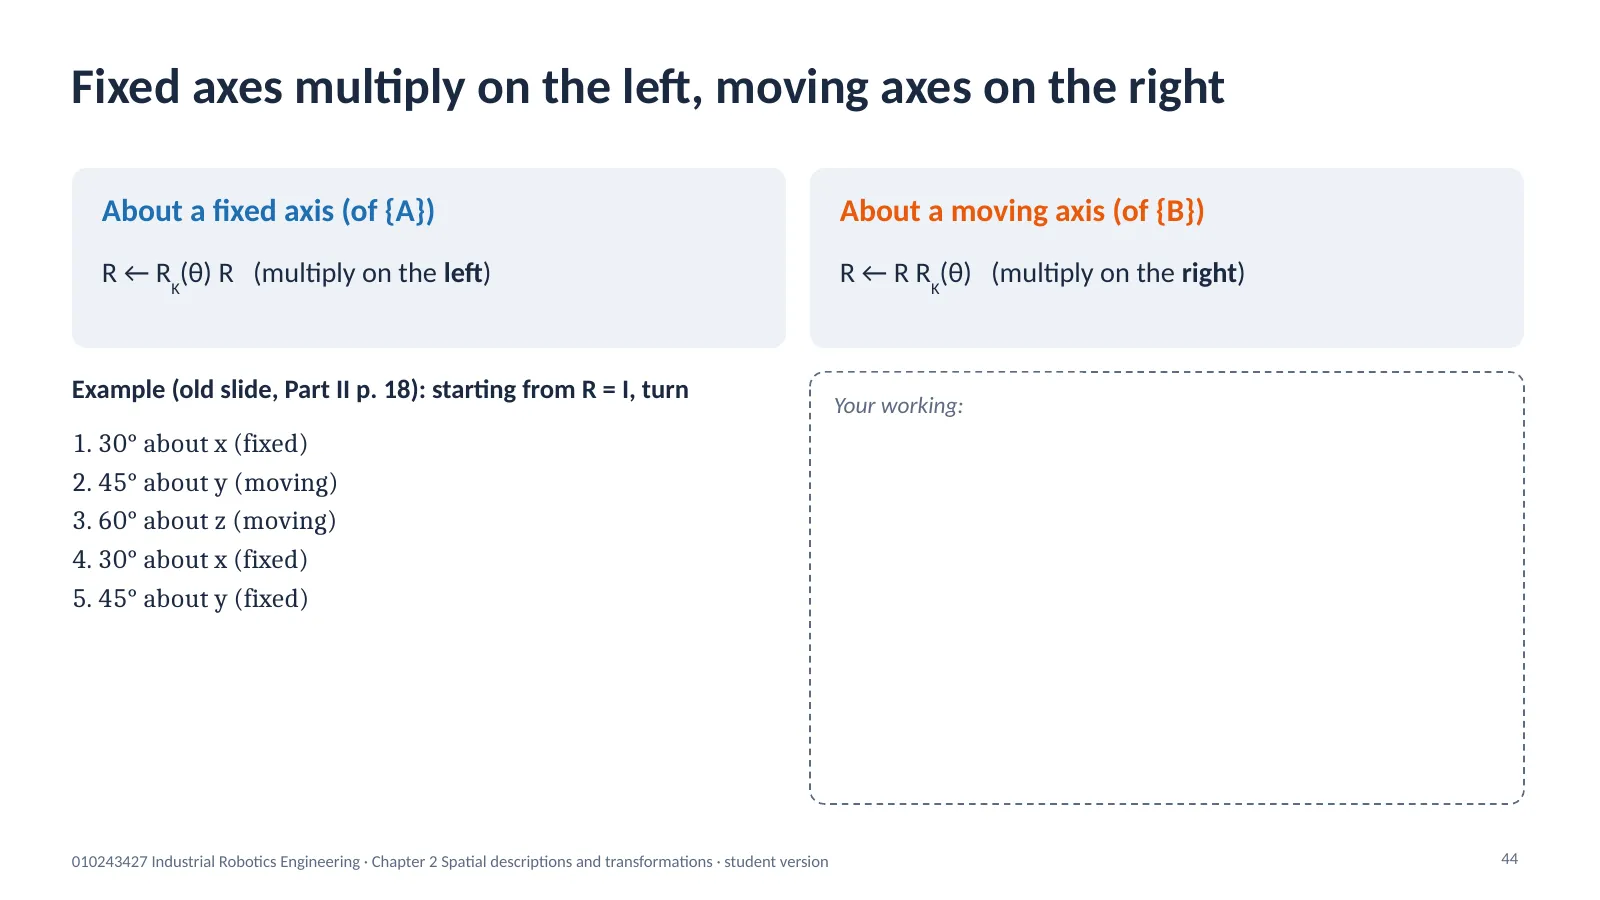 Fixed axes multiply on the left, moving axes on the right
About a fixed axis (of {A})
R ← R_K(θ) R (multiply on the left)
About a moving axis (of {B})
R ← R R_K(θ) (multiply on the right)
Example (old slide, Part II p. 18): starting from R = I, turn
1. 30° about x (fixed)
2. 45° about y (moving)
3. 60° about z (moving)
4. 30° about x (fixed)
5. 45° about y (fixed)
Your working:
010243427 Industrial Robotics Engineering · Chapter 2 Spatial descriptions and transformations · student version
44